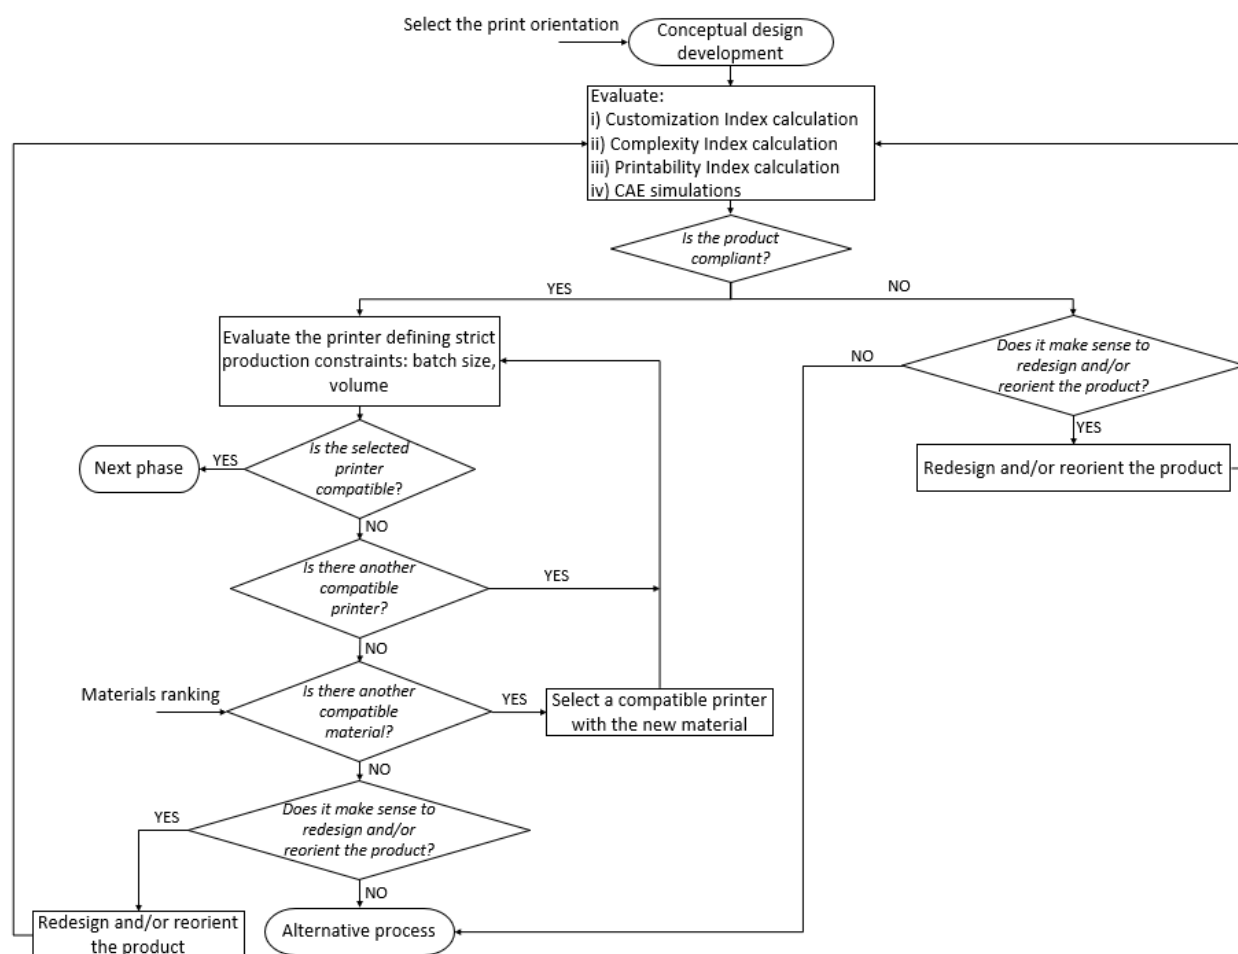 Select the print orientation
Conceptual design
development
Evaluate:
i) Customization Index calculation
ii) Complexity Index calculation
iii) Printability Index calculation
iv) CAE simulations
Is the product
compliant?
YES
NO
Evaluate the printer defining strict
production constraints: batch size,
volume
NO
Does it make sense to
redesign and/or
reorient the product?
YES
Redesign and/or reorient the product
Is the selected
printer
compatible?
YES
Next phase
NO
Is there another
compatible
printer?
YES
NO
Materials ranking
Is there another
compatible
material?
YES
Select a compatible printer
with the new material
NO
Does it make sense to
redesign and/or
reorient the product?
YES
NO
Redesign and/or reorient
the product
Alternative process